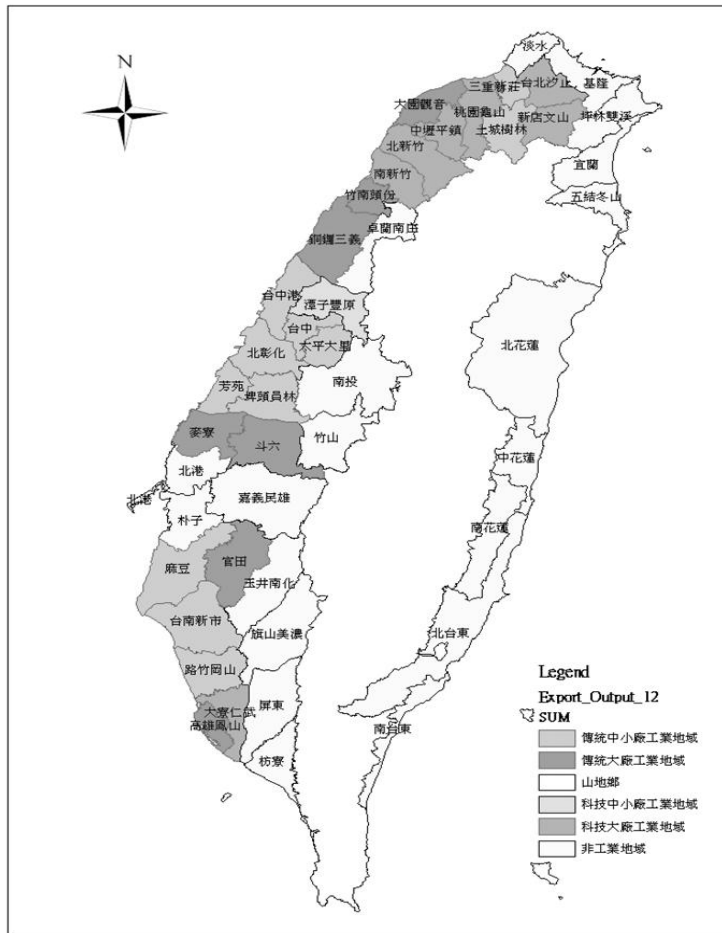 N
淡水
三重新莊
台北汐止
基隆
大園觀音
桃園龜山
新店文山
坪林雙溪
中壢平鎮
土城樹林
北新竹
宜蘭
南新竹
五結冬山
竹南頭份
卓蘭南庄
銅鑼三義
台中港
潭子豐原
台中
太平大里
北彰化
北花蓮
南投
芳苑
埤頭員林
麥寮
斗六
竹山
中花蓮
北港
北港
嘉義民雄
朴子
南花蓮
官田
麻豆
玉井南化
台南新市
旗山美濃
北台東
路竹岡山
屏東
大寮仁武
高雄鳳山
南台東
枋寮
Legend
Export_Output_12
SUM
傳統中小廠工業地域
傳統大廠工業地域
山地鄉
科技中小廠工業地域
科技大廠工業地域
非工業地域